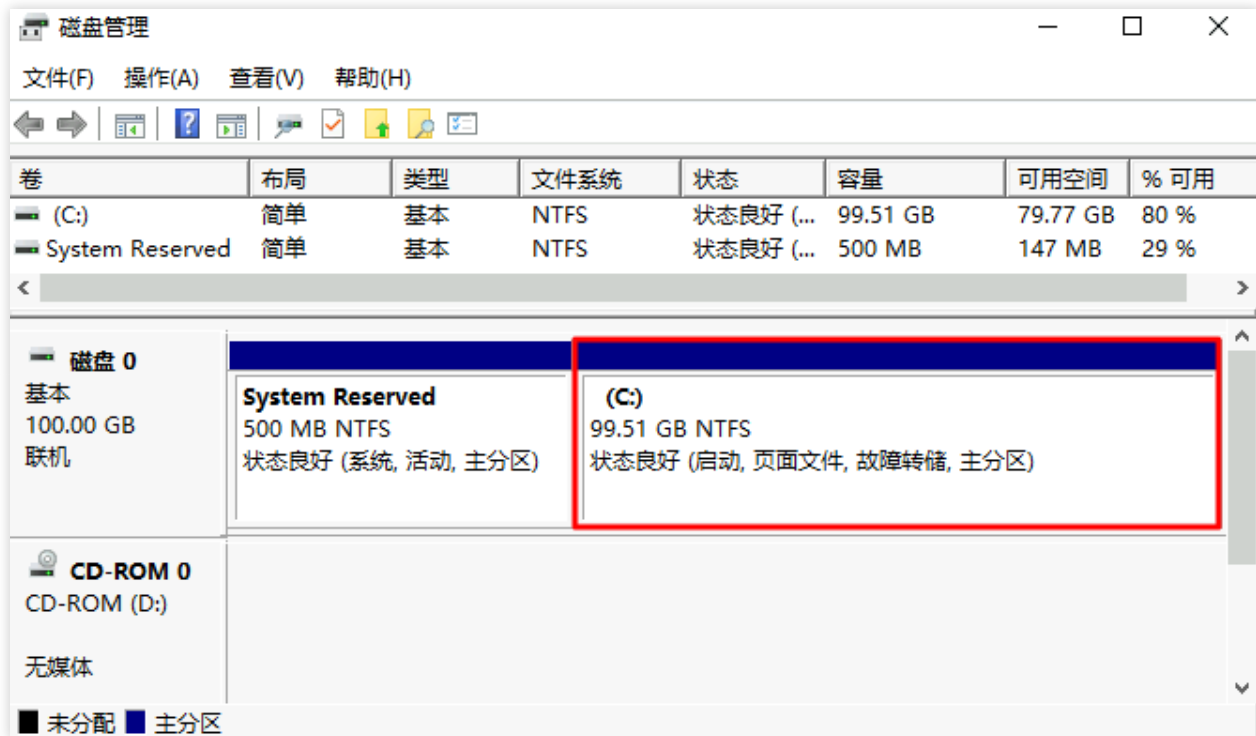 磁盘管理
文件(F) 操作(A) 查看(V) 帮助(H)
卷 布局 类型 文件系统 状态 容量 可用空间 % 可用
(C:) 简单 基本 NTFS 状态良好 (... 99.51 GB 79.77 GB 80 %
System Reserved 简单 基本 NTFS 状态良好 (... 500 MB 147 MB 29 %
磁盘 0
基本
100.00 GB
联机
System Reserved
500 MB NTFS
状态良好 (系统, 活动, 主分区)
(C:)
99.51 GB NTFS
状态良好 (启动, 页面文件, 故障转储, 主分区)
CD-ROM 0
CD-ROM (D:)
无媒体
未分配 主分区